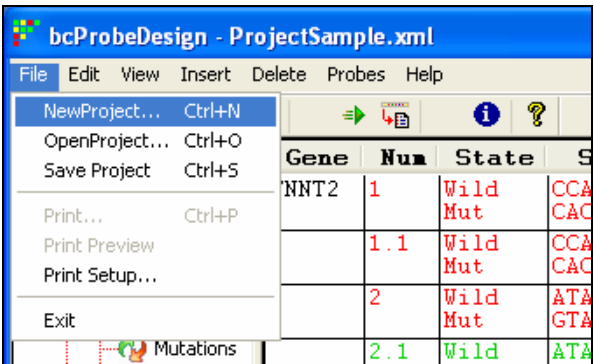 bcProbeDesign - ProjectSample.xml
File Edit View Insert Delete Probes Help
NewProject... Ctrl+N
OpenProject... Ctrl+O
Save Project Ctrl+S
Print... Ctrl+P
Print Preview
Print Setup...
Exit
Mutations
Gene Num State S
NNT2 1 Wild CCA
Mut CAC
1.1 Wild CCA
Mut CAC
2 Wild ATA
Mut GTA
2.1 Wild ATA